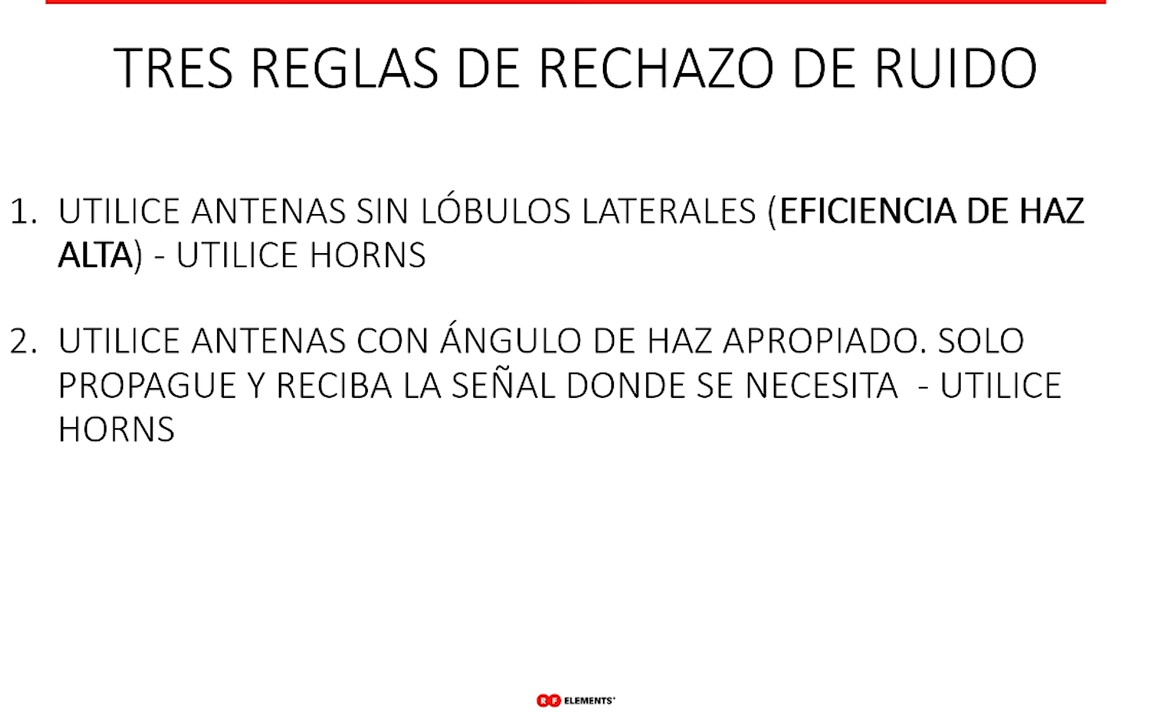 TRES REGLAS DE RECHAZO DE RUIDO
1. UTILICE ANTENAS SIN LÓBULOS LATERALES (EFICIENCIA DE HAZ
ALTA) - UTILICE HORNS
2. UTILICE ANTENAS CON ÁNGULO DE HAZ APROPIADO. SOLO
PROPAGUE Y RECIBA LA SEÑAL DONDE SE NECESITA - UTILICE
HORNS
RF ELEMENTS